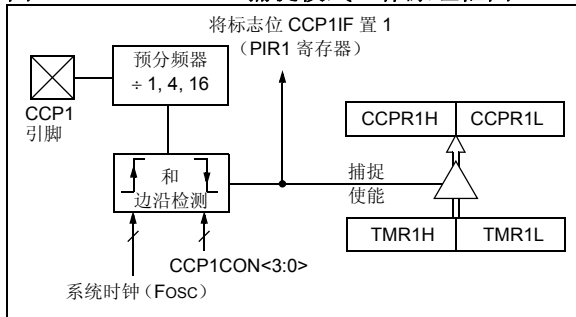 将标志位 CCP1IF 置 1
（PIR1 寄存器）
预分频器
÷ 1, 4, 16
CCP1
引脚
CCPR1H
CCPR1L
和
边沿检测
捕捉
使能
TMR1H
TMR1L
CCP1CON<3:0>
系统时钟（FOSC）